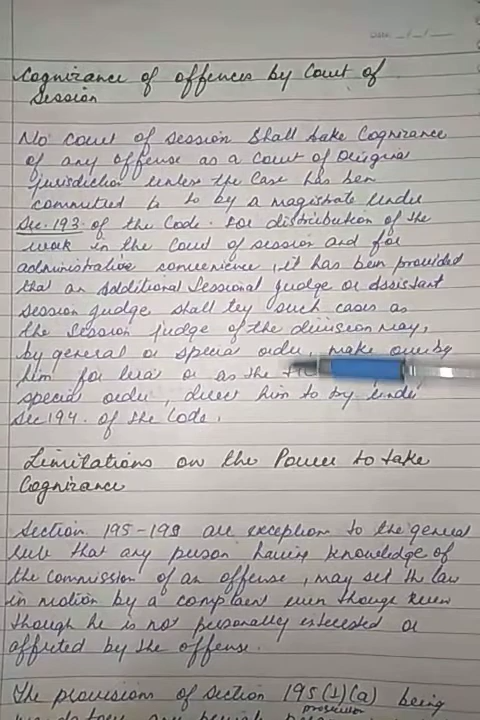 Date __/__/__
Cognizance of offences by Court of
Session
No court of session shall take Cognizance
of any offense as a court of Original
jurisdiction unless the case has ben
committed to to by a magistrate under
Sec. 193 of the Code. For distribution of the
work in the Court of session and for
administrative convenience, it has been provided
that an Additional Sessional judge or Assistant
Session judge shall try such cases as
the Session judge of the division may,
by general or special order, make over by
him for or as the
special order, direct him to try under
Sec 194. of the Code.
Limitations on the Power to take
Cognizance
Section 195-199 are exception to the general
rule that any person having knowledge of
the commission of an offense, may set the law
in motion by a complaint even though
though he is not personally interested or
affected by the offense.
The provisions of section 195(1)(a) being